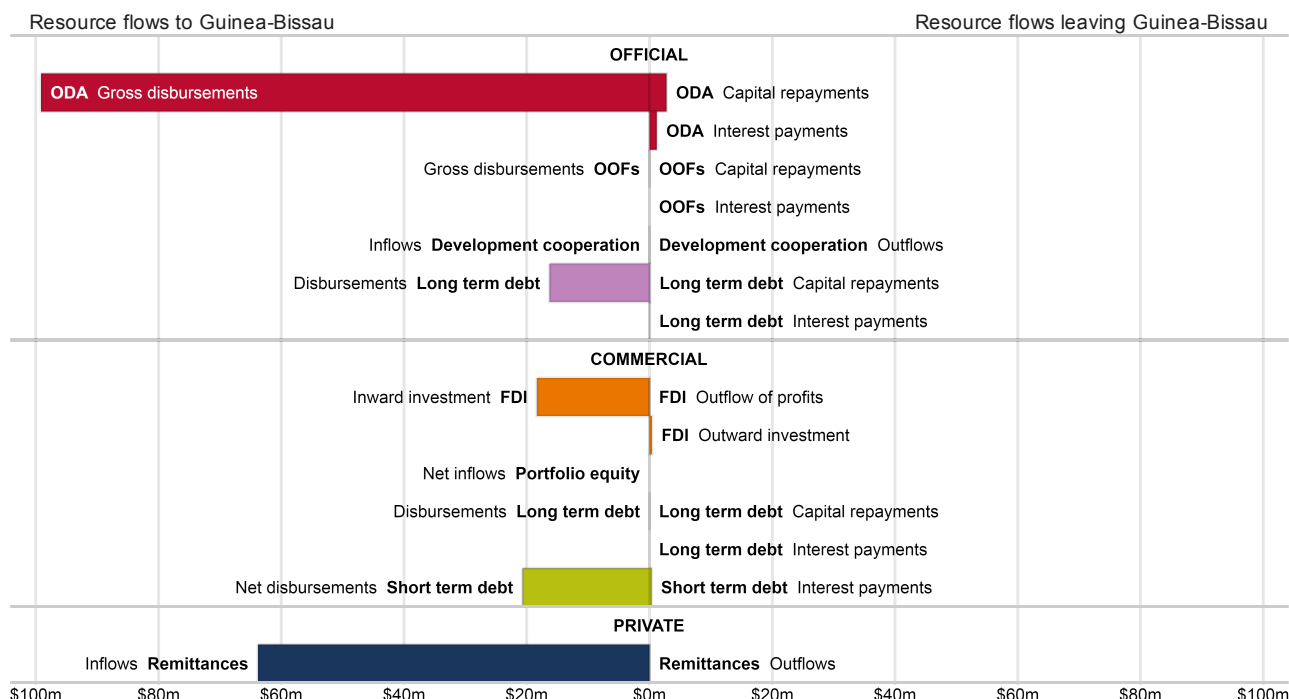 Resource flows to Guinea-Bissau Resource flows leaving Guinea-Bissau
OFFICIAL
ODA Gross disbursements ODA Capital repayments
ODA Interest payments
Gross disbursements OOFs OOFs Capital repayments
OOFs Interest payments
Inflows Development cooperation Development cooperation Outflows
Disbursements Long term debt Long term debt Capital repayments
Long term debt Interest payments
COMMERCIAL
Inward investment FDI FDI Outflow of profits
FDI Outward investment
Net inflows Portfolio equity
Disbursements Long term debt Long term debt Capital repayments
Long term debt Interest payments
Net disbursements Short term debt Short term debt Interest payments
PRIVATE
Inflows Remittances Remittances Outflows
$100m $80m $60m $40m $20m $0m $20m $40m $60m $80m $100m